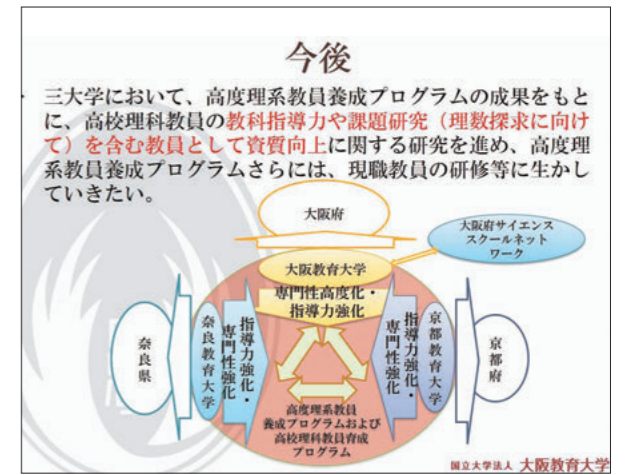 今後
・ 三大学において、高度理系教員養成プログラムの成果をもと
に、高校理科教員の教科指導力や課題研究（理数探求に向け
て）を含む教員として資質向上に関する研究を進め、高度理
系教員養成プログラムさらには、現職教員の研修等に生かし
ていきたい。
大阪府
大阪府サイエンス
スクールネット
ワーク
大阪教育大学
専門性高度化・
指導力強化
奈良県
奈良教育大学
指導力強化・
専門性強化
指導力強化・
専門性強化
京都教育大学
京都府
高度理系教員
養成プログラムおよび
高校理科教員育成
プログラム
国立大学法人 大阪教育大学